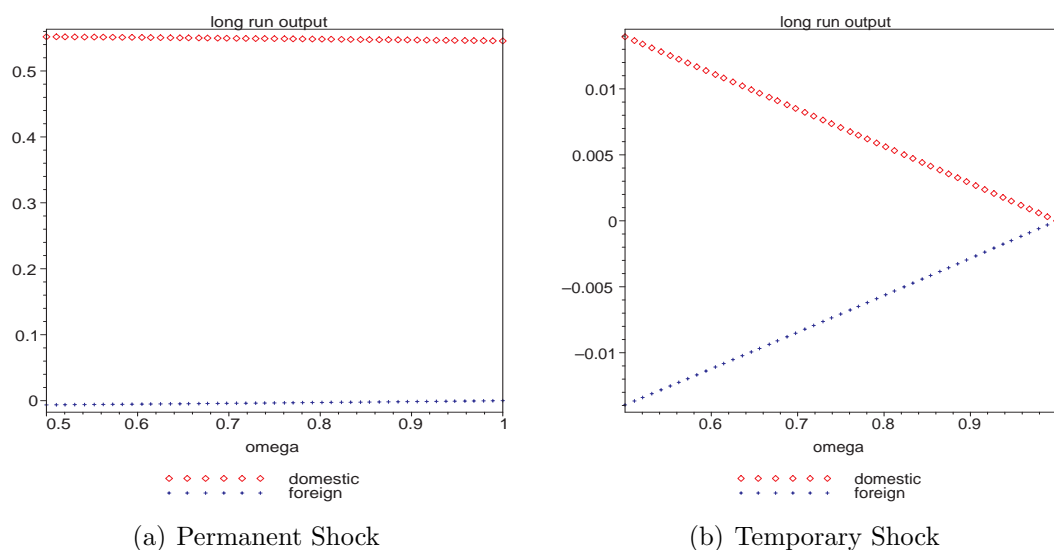 long run output
0.5
0.4
0.3
0.2
0.1
0
0.5 0.6 0.7 0.8 0.9 1
omega
domestic
foreign
(a) Permanent Shock
long run output
0.01
0.005
0
−0.005
−0.01
0.6 0.7 0.8 0.9
omega
domestic
foreign
(b) Temporary Shock